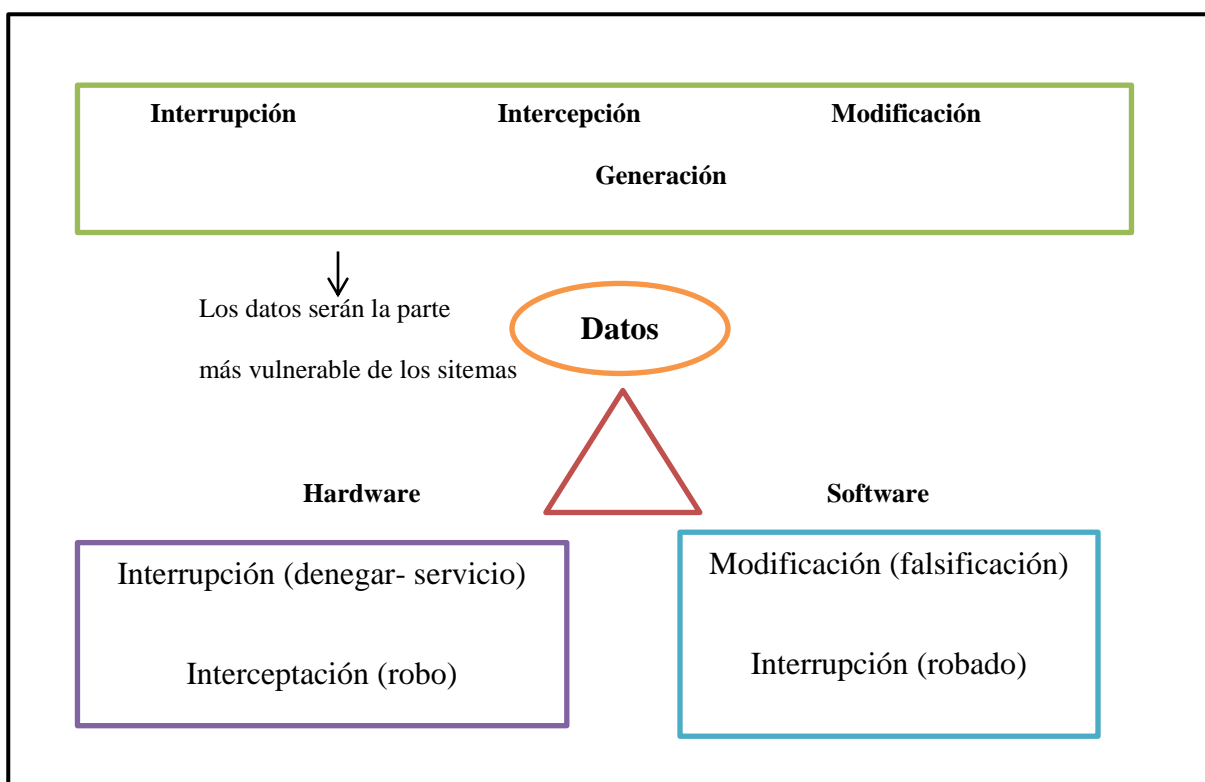 Interrupción Intercepción Modificación
Generación
Los datos serán la parte
más vulnerable de los sitemas
Datos
Hardware Software
Interrupción (denegar- servicio)
Interceptación (robo)
Modificación (falsificación)
Interrupción (robado)